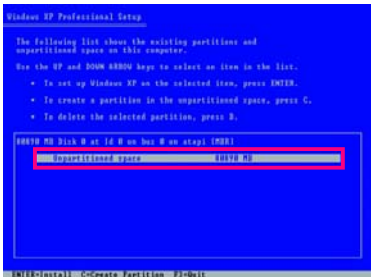 Windows XP Professional Setup
The following list shows the existing partitions and
unpartitioned space on this computer.
Use the UP and DOWN ARROW keys to select an item in the list.
• To set up Windows XP on the selected item, press ENTER.
• To create a partition in the unpartitioned space, press C.
• To delete the selected partition, press D.
Disk 0 at Id 0 on bus 0 on atapi [MBR]
Unpartitioned space
ENTER=Install C=Create Partition F3=Quit